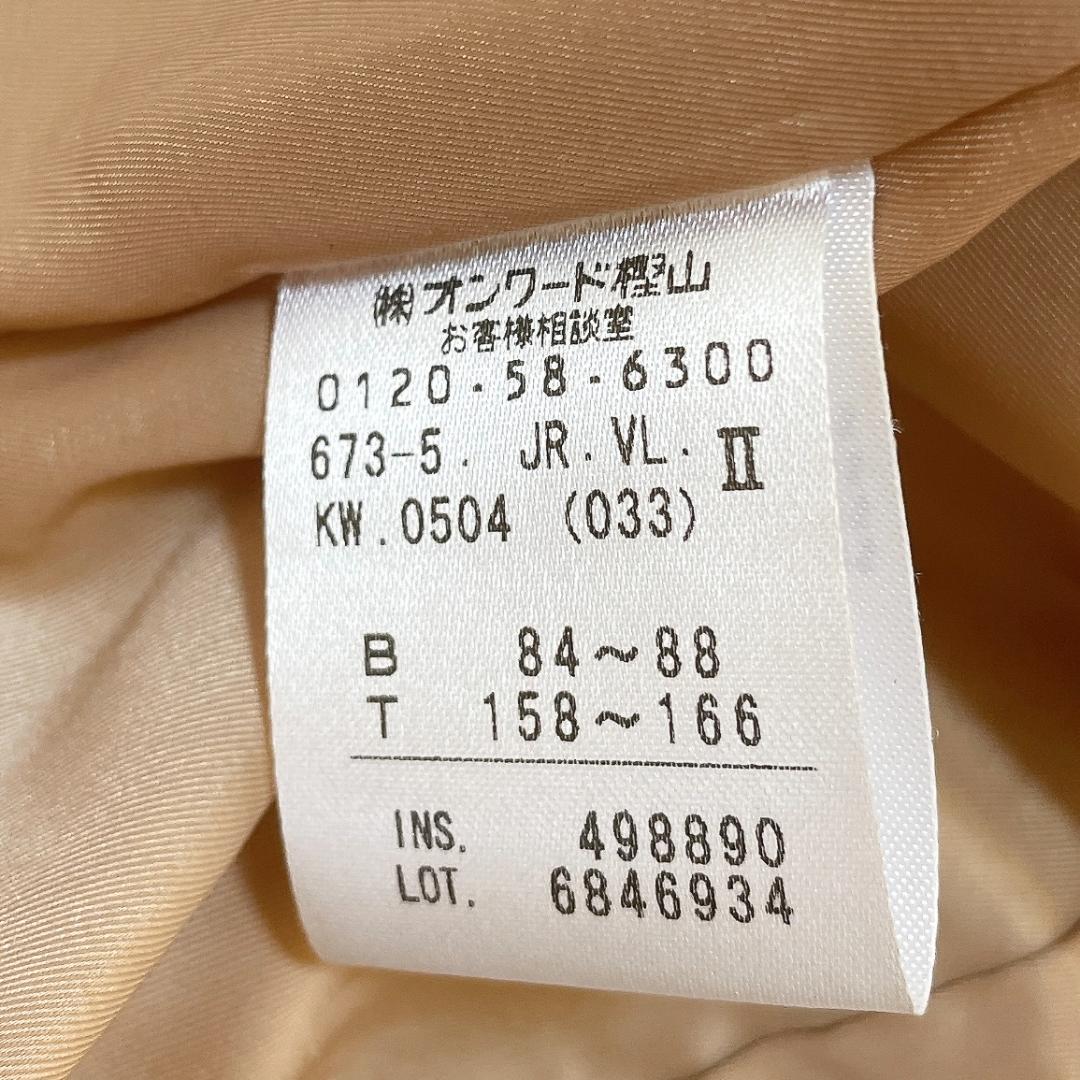 ㈱オンワード樫山
お客様相談室
0120・58・6300
673-5. JR.VL. Ⅱ
KW.0504 (033)
B 84～88
T 158～166
INS. 498890
LOT. 6846934